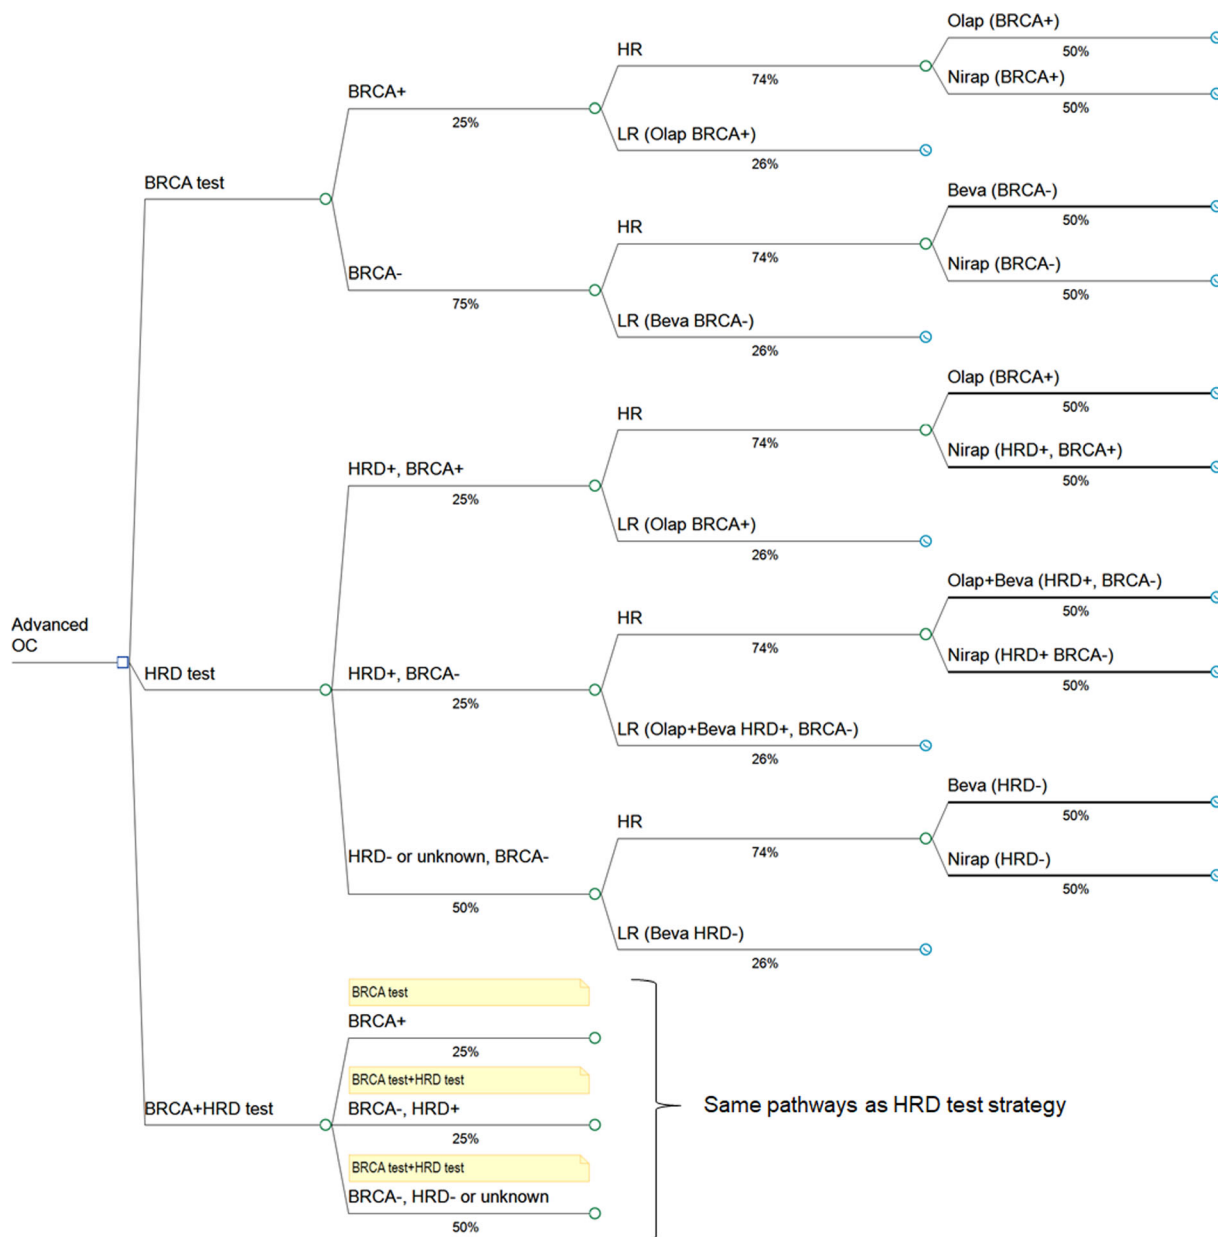 Olap (BRCA+)
50%
HR
74%
Nirap (BRCA+)
50%
BRCA+
25%
LR (Olap BRCA+)
26%
BRCA test
Beva (BRCA-)
50%
HR
74%
Nirap (BRCA-)
50%
BRCA-
75%
LR (Beva BRCA-)
26%
Olap (BRCA+)
50%
HR
74%
Nirap (HRD+, BRCA+)
50%
HRD+, BRCA+
25%
LR (Olap BRCA+)
26%
Olap+Beva (HRD+, BRCA-)
50%
Advanced
OC
HR
74%
HRD test
HRD+, BRCA-
25%
Nirap (HRD+ BRCA-)
50%
LR (Olap+Beva HRD+, BRCA-)
26%
Beva (HRD-)
50%
HR
74%
HRD- or unknown, BRCA-
50%
Nirap (HRD-)
50%
LR (Beva HRD-)
26%
BRCA test
BRCA+
25%
BRCA test+HRD test
BRCA+HRD test
BRCA-, HRD+
25%
Same pathways as HRD test strategy
BRCA test+HRD test
BRCA-, HRD- or unknown
50%